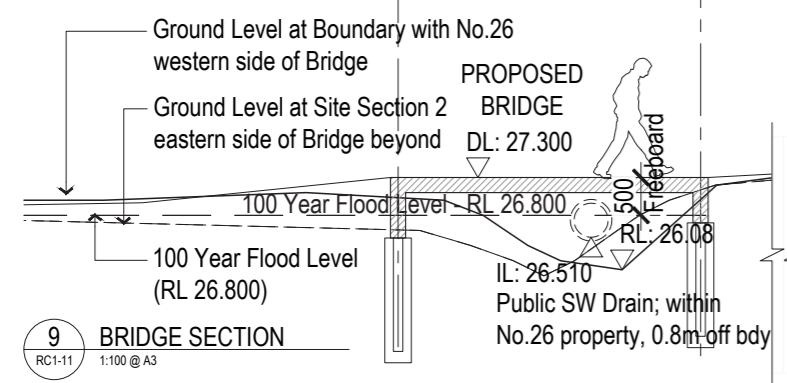 Ground Level at Boundary with No.26
western side of Bridge
Ground Level at Site Section 2
eastern side of Bridge beyond
PROPOSED
BRIDGE
DL: 27.300
100 Year Flood Level - RL 26.800
500
Freeboard
RL: 26.08
100 Year Flood Level
(RL 26.800)
IL: 26.510
Public SW Drain; within
No.26 property, 0.8m off bdy
9
RC1-11
BRIDGE SECTION
1:100 @ A3